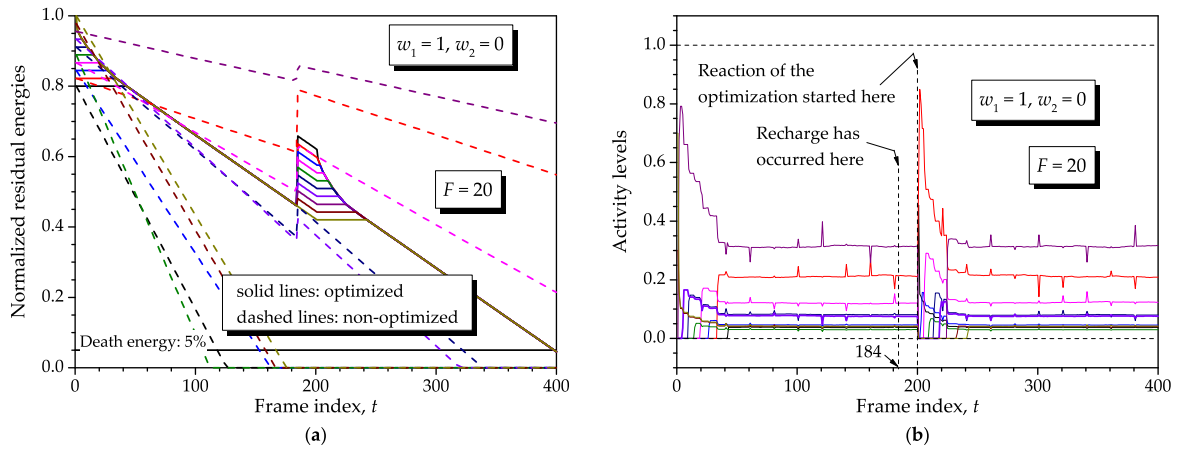 1.0
0.8
0.6
0.4
0.2
0.0
Normalized residual energies
w1 = 1, w2 = 0
F = 20
solid lines: optimized
dashed lines: non-optimized
Death energy: 5%
0 100 200 300 400
Frame index, t
(a)
1.0
0.8
0.6
0.4
0.2
0.0
Activity levels
Reaction of the
optimization started here
w1 = 1, w2 = 0
Recharge has
occurred here
F = 20
184
0 100 200 300 400
Frame index, t
(b)